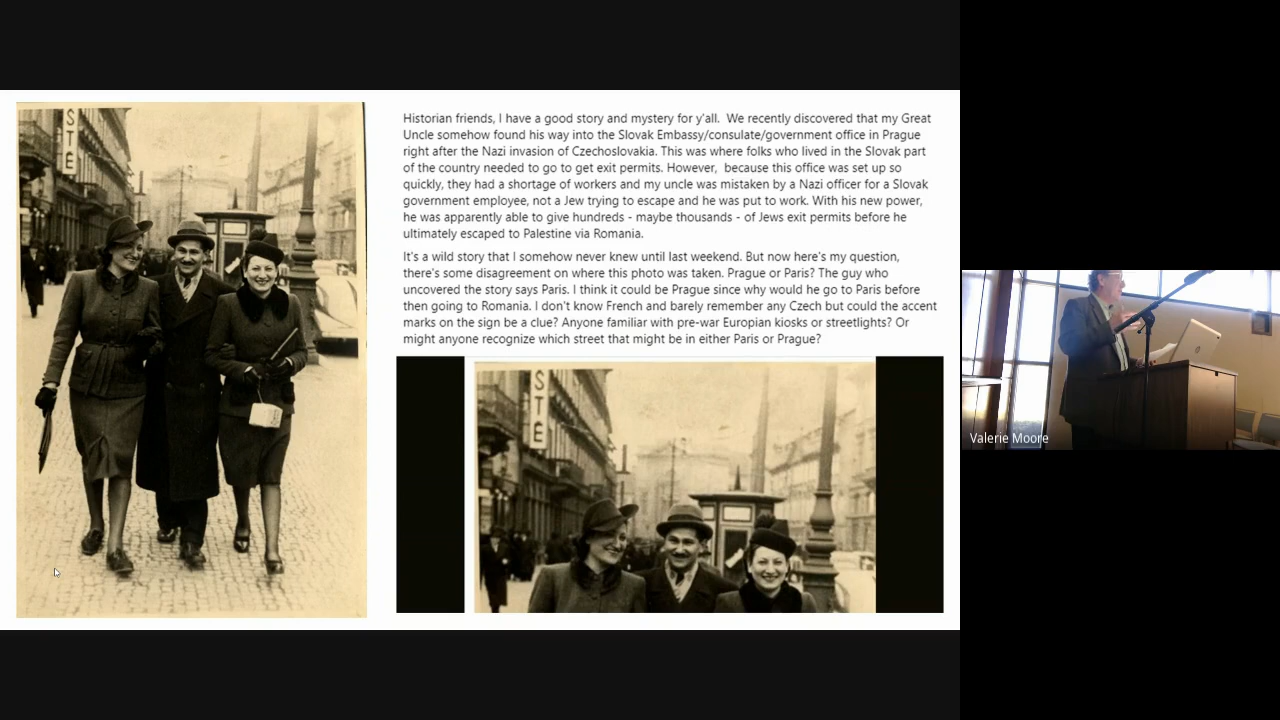 STÉ
Historian friends, I have a good story and mystery for y'all.  We recently discovered that my Great
Uncle somehow found his way into the Slovak Embassy/consulate/government office in Prague
right after the Nazi invasion of Czechoslovakia. This was where folks who lived in the Slovak part
of the country needed to go to get exit permits. However,  because this office was set up so
quickly, they had a shortage of workers and my uncle was mistaken by a Nazi officer for a Slovak
government employee, not a Jew trying to escape and he was put to work. With his new power,
he was apparently able to give hundreds - maybe thousands - of Jews exit permits before he
ultimately escaped to Palestine via Romania.
It's a wild story that I somehow never knew until last weekend. But now here's my question,
there's some disagreement on where this photo was taken. Prague or Paris? The guy who
uncovered the story says Paris. I think it could be Prague since why would he go to Paris before
then going to Romania. I don't know French and barely remember any Czech but could the accent
marks on the sign be a clue? Anyone familiar with pre-war Europian kiosks or streetlights? Or
might anyone recognize which street that might be in either Paris or Prague?
STÉ
Valerie Moore